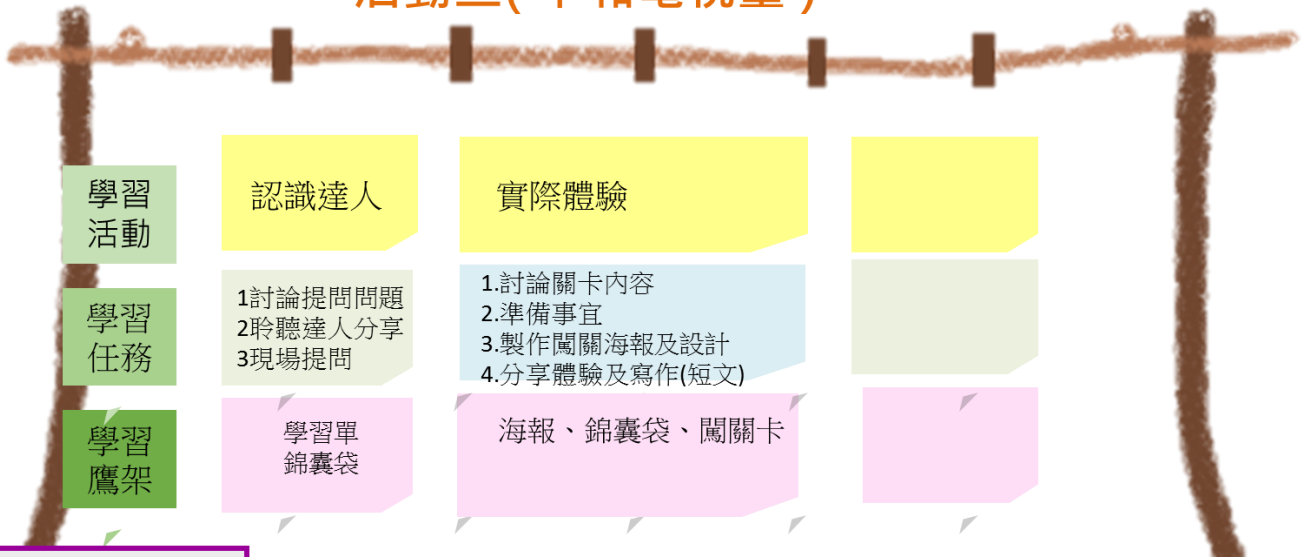 學習
活動
認識達人
實際體驗
學習
任務
1討論提問問題
2聆聽達人分享
3現場提問
1.討論關卡內容
2.準備事宜
3.製作闖關海報及設計
4.分享體驗及寫作(短文)
學習
鷹架
學習單
錦囊袋
海報、錦囊袋、闖關卡